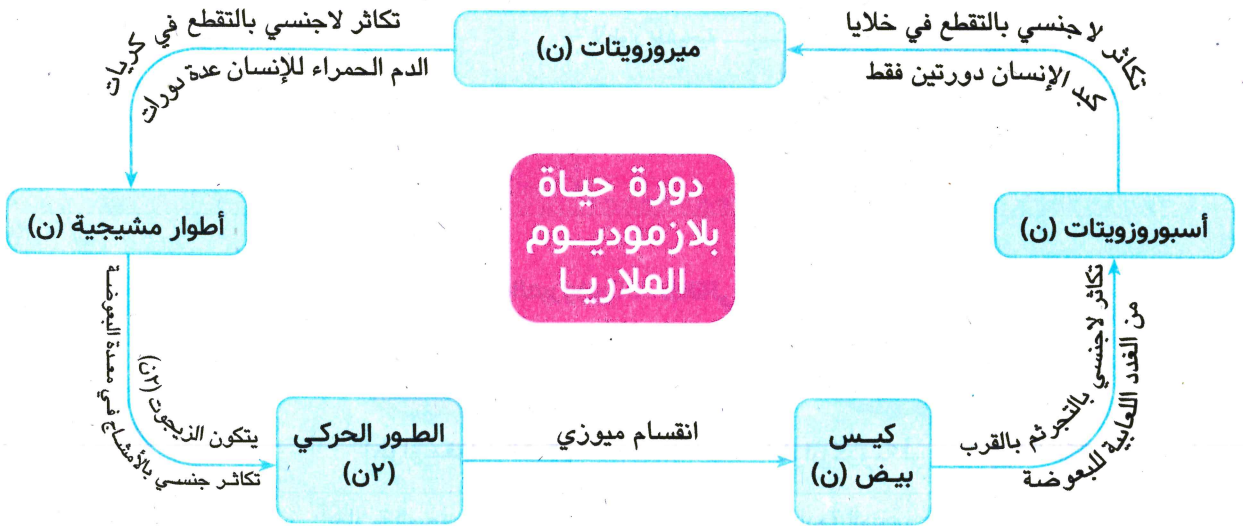 دورة حياة
بلازموديوم
الملاريا
أسبوروزويتات (ن)
تكاثر لاجنسي بالتقطع في خلايا
كبد الإنسان دورتين فقط
ميروزويتات (ن)
تكاثر لاجنسي بالتقطع في كريات
الدم الحمراء للإنسان عدة دورات
أطوار مشيجية (ن)
يتكون الزيجوت (٢ن)
تكاثر جنسي بالأمشاج في معدة البعوضة
الطور الحركي
(٢ن)
انقسام ميوزي
كيس
بيض (ن)
تكاثر لاجنسي بالتجرثم بالقرب
من الغدد اللعابية للبعوضة